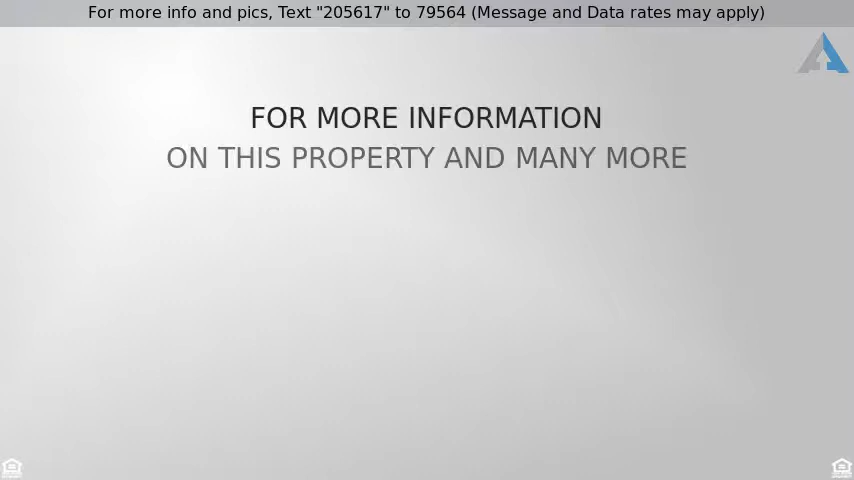 For more info and pics, Text "205617" to 79564 (Message and Data rates may apply)
FOR MORE INFORMATION
ON THIS PROPERTY AND MANY MORE